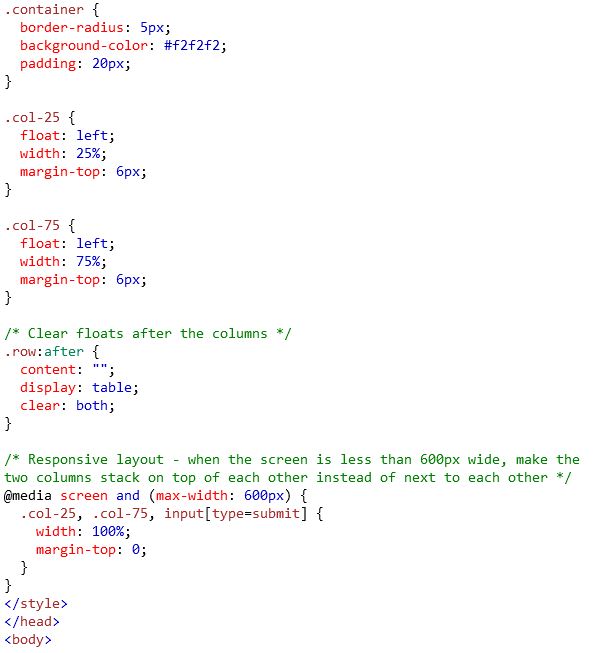 .container {
  border-radius: 5px;
  background-color: #f2f2f2;
  padding: 20px;
}

.col-25 {
  float: left;
  width: 25%;
  margin-top: 6px;
}

.col-75 {
  float: left;
  width: 75%;
  margin-top: 6px;
}

/* Clear floats after the columns */
.row:after {
  content: "";
  display: table;
  clear: both;
}

/* Responsive layout - when the screen is less than 600px wide, make the
two columns stack on top of each other instead of next to each other */
@media screen and (max-width: 600px) {
  .col-25, .col-75, input[type=submit] {
    width: 100%;
    margin-top: 0;
  }
}
</style>
</head>
<body>